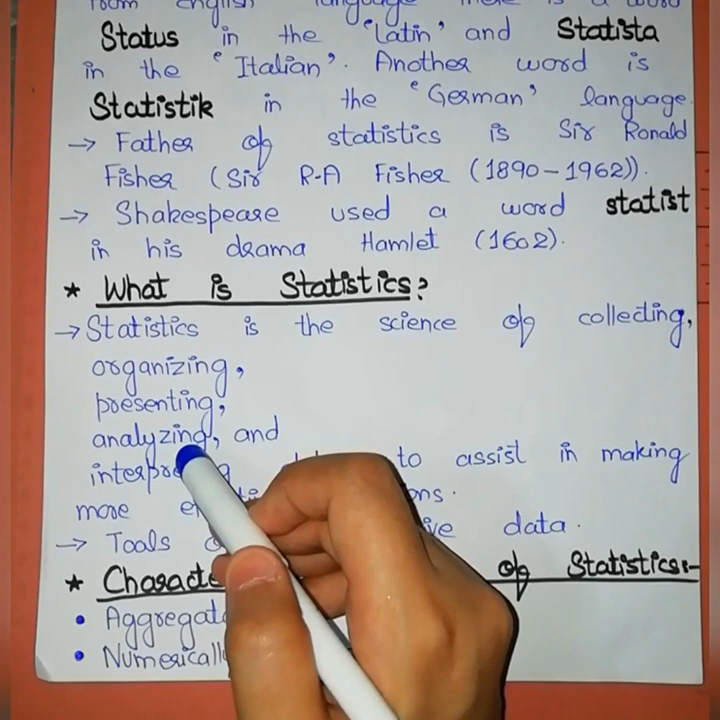 English language
Status in the 'Latin' and Statista
in the 'Italian'. Another word is
Statistik in the 'German' language.
→ Father of statistics is Sir Ronald
Fisher (Sir R-A Fisher (1890-1962)).
→ Shakespeare used a word statist
in his drama Hamlet (1602).
* What is Statistics?
→ Statistics is the science of collecting,
organizing,
presenting,
analyzing, and
to assist in making
more
data.
→ Tools
* of Statistics:-